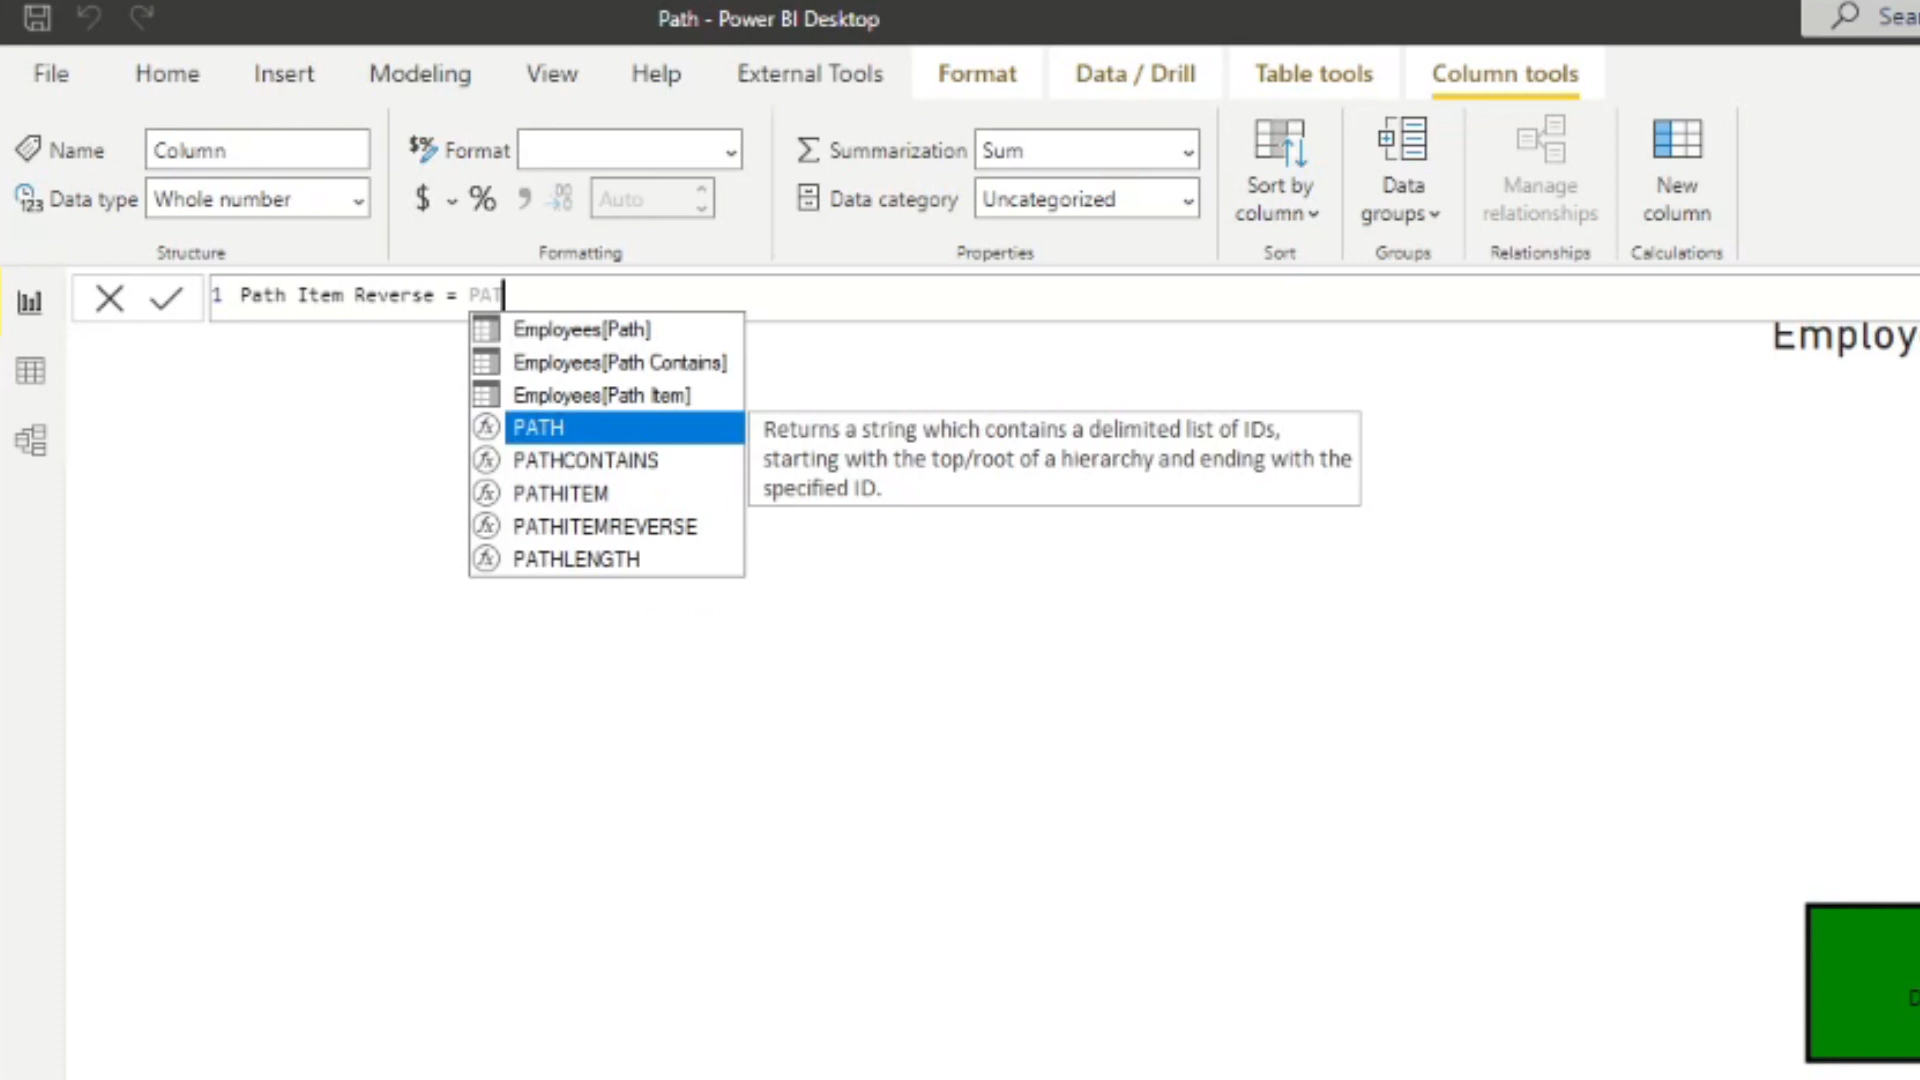 Path - Power BI Desktop
File Home Insert Modeling View Help External Tools Format Data / Drill Table tools Column tools
Name Column
Data type Whole number
Structure
$% Format
$ % Auto
Formatting
Summarization Sum
Data category Uncategorized
Properties
Sort by
column
Sort
Data
groups
Groups
Manage
relationships
Relationships
New
column
Calculations
1 Path Item Reverse = PAT
Employees[Path]
Employees[Path Contains]
Employees[Path Item]
PATH
PATHCONTAINS
PATHITEM
PATHITEMREVERSE
PATHLENGTH
Returns a string which contains a delimited list of IDs,
starting with the top/root of a hierarchy and ending with the
specified ID.